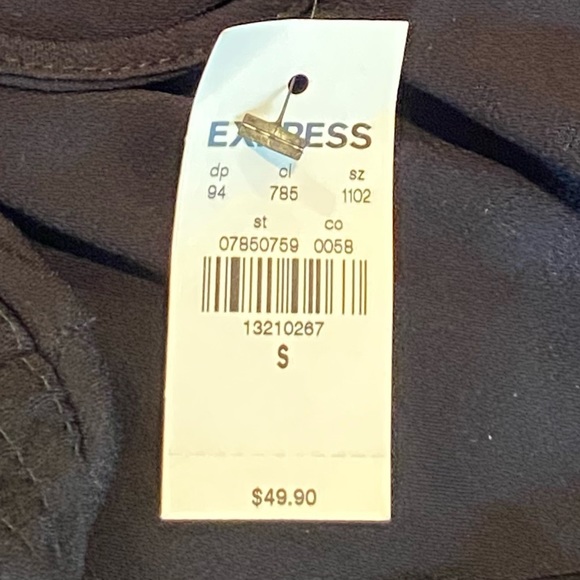 EXPRESS
dp cl sz
94 785 1102
st co
07850759 0058
13210267
S
$49.90